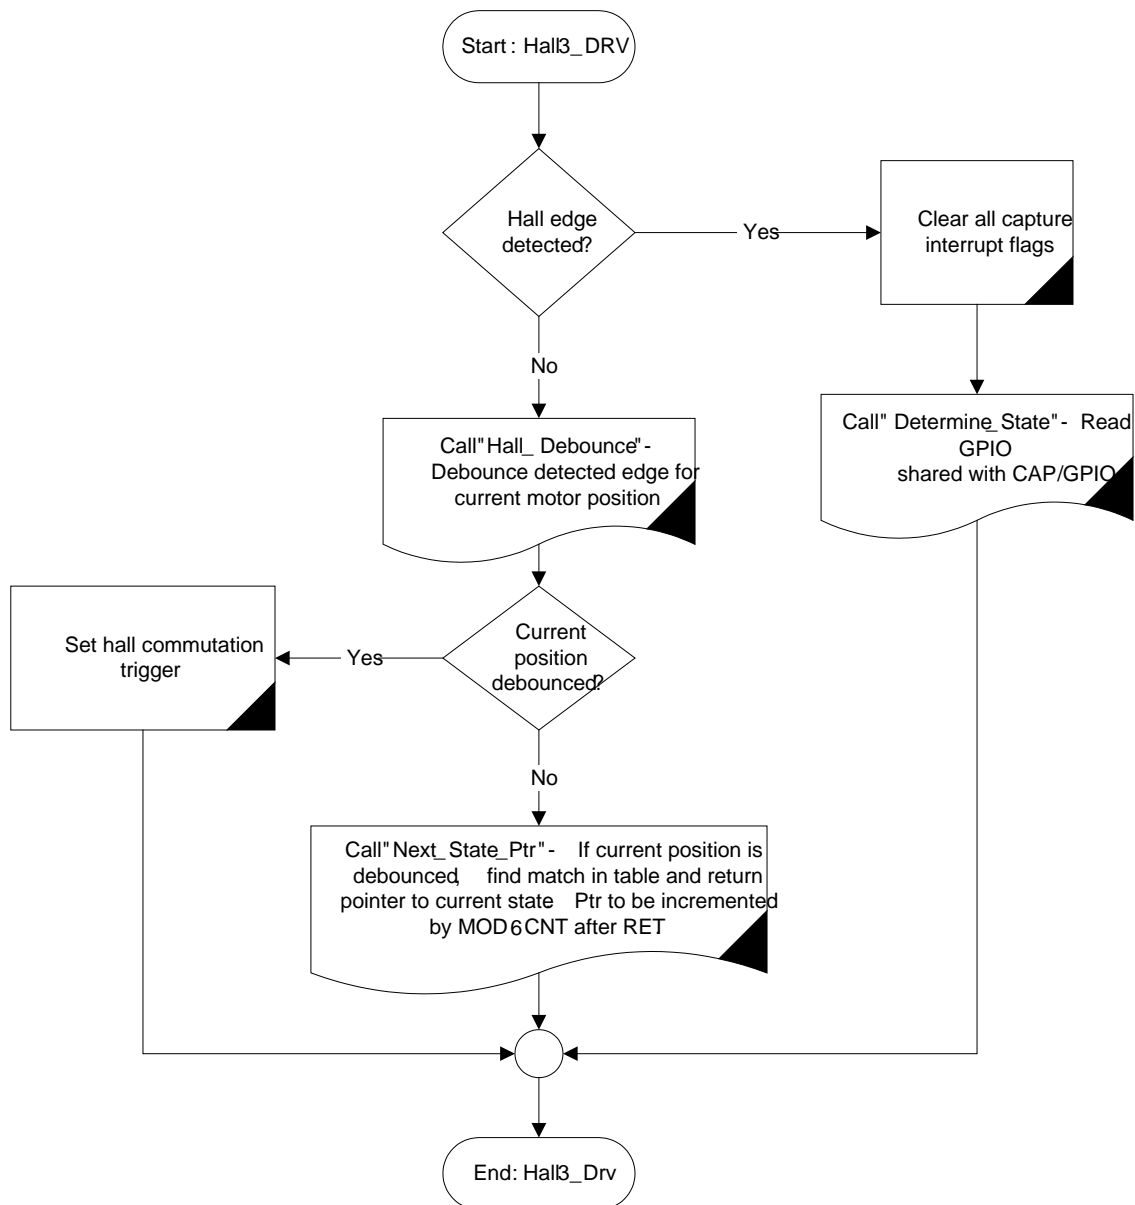 Start: Hall3_DRV
Hall edge
detected?
Yes
Clear all capture
interrupt flags
No
Call"Hall_Debounce"-
Debounce detected edge for
current motor position
Call"Determine_State"- Read
GPIO
shared with CAP/GPIO
Set hall commutation
trigger
Yes
Current
position
debounced?
No
Call"Next_State_Ptr"- If current position is
debounced, find match in table and return
pointer to current state Ptr to be incremented
by MOD6CNT after RET.
End: Hall3_Drv